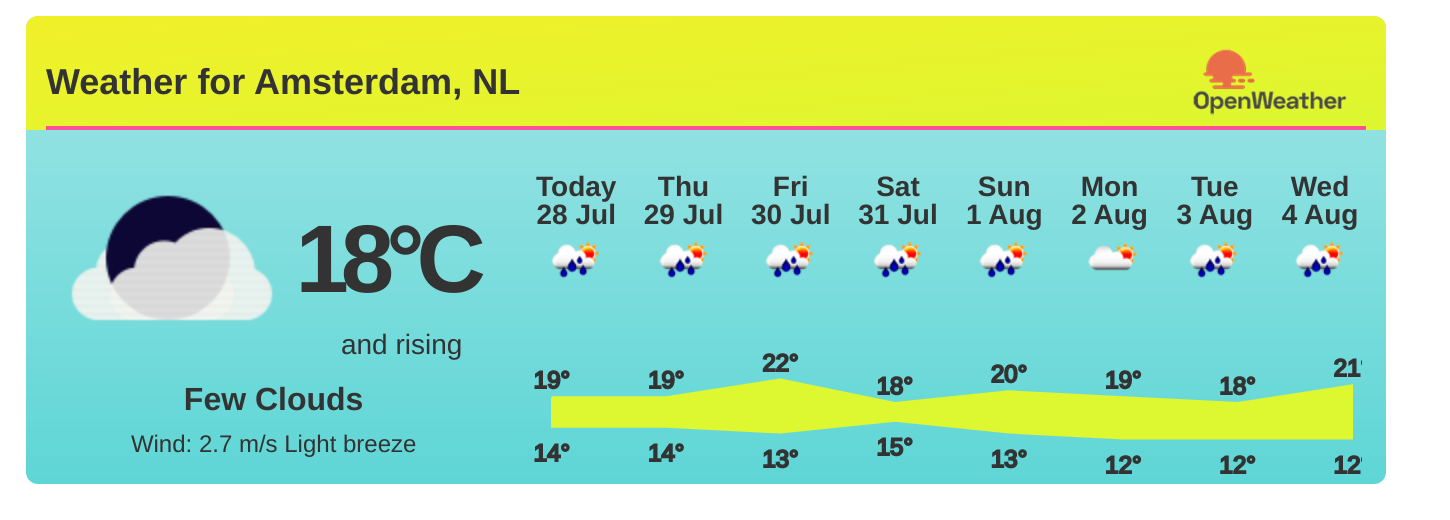 Weather for Amsterdam, NL
OpenWeather
18°C
and rising
Few Clouds
Wind: 2.7 m/s Light breeze
Today Thu Fri Sat Sun Mon Tue Wed
28 Jul 29 Jul 30 Jul 31 Jul 1 Aug 2 Aug 3 Aug 4 Aug
19° 19° 22° 18° 20° 19° 18° 21°
14° 14° 13° 15° 13° 12° 12° 12°